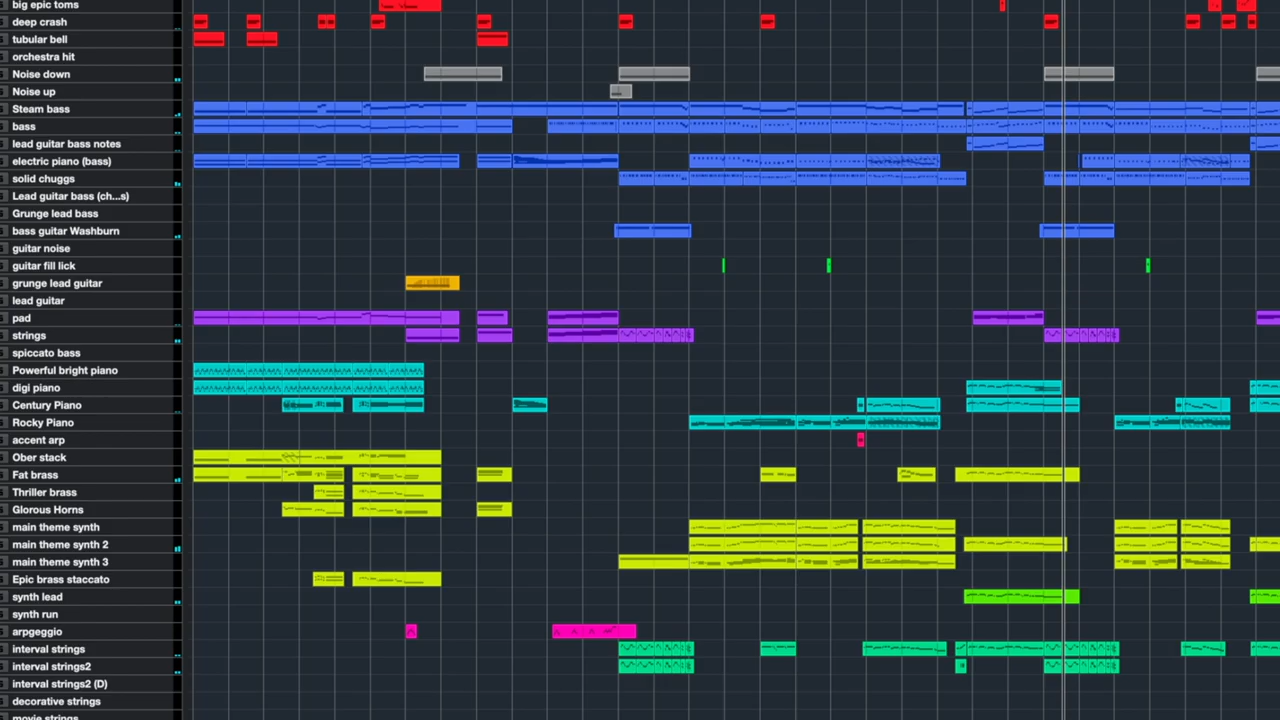 big epic toms
deep crash
tubular bell
orchestra hit
Noise down
Noise up
Steam bass
bass
lead guitar bass notes
electric piano (bass)
solid chuggs
Lead guitar bass (ch...s)
Grunge lead bass
bass guitar Washburn
guitar noise
guitar fill lick
grunge lead guitar
lead guitar
pad
strings
spiccato bass
Powerful bright piano
digi piano
Century Piano
Rocky Piano
accent arp
Ober stack
Fat brass
Thriller brass
Glorous Horns
main theme synth
main theme synth 2
main theme synth 3
Epic brass staccato
synth lead
synth run
arpeggio
interval strings
interval strings2
interval strings2 (D)
decorative strings
movie strings